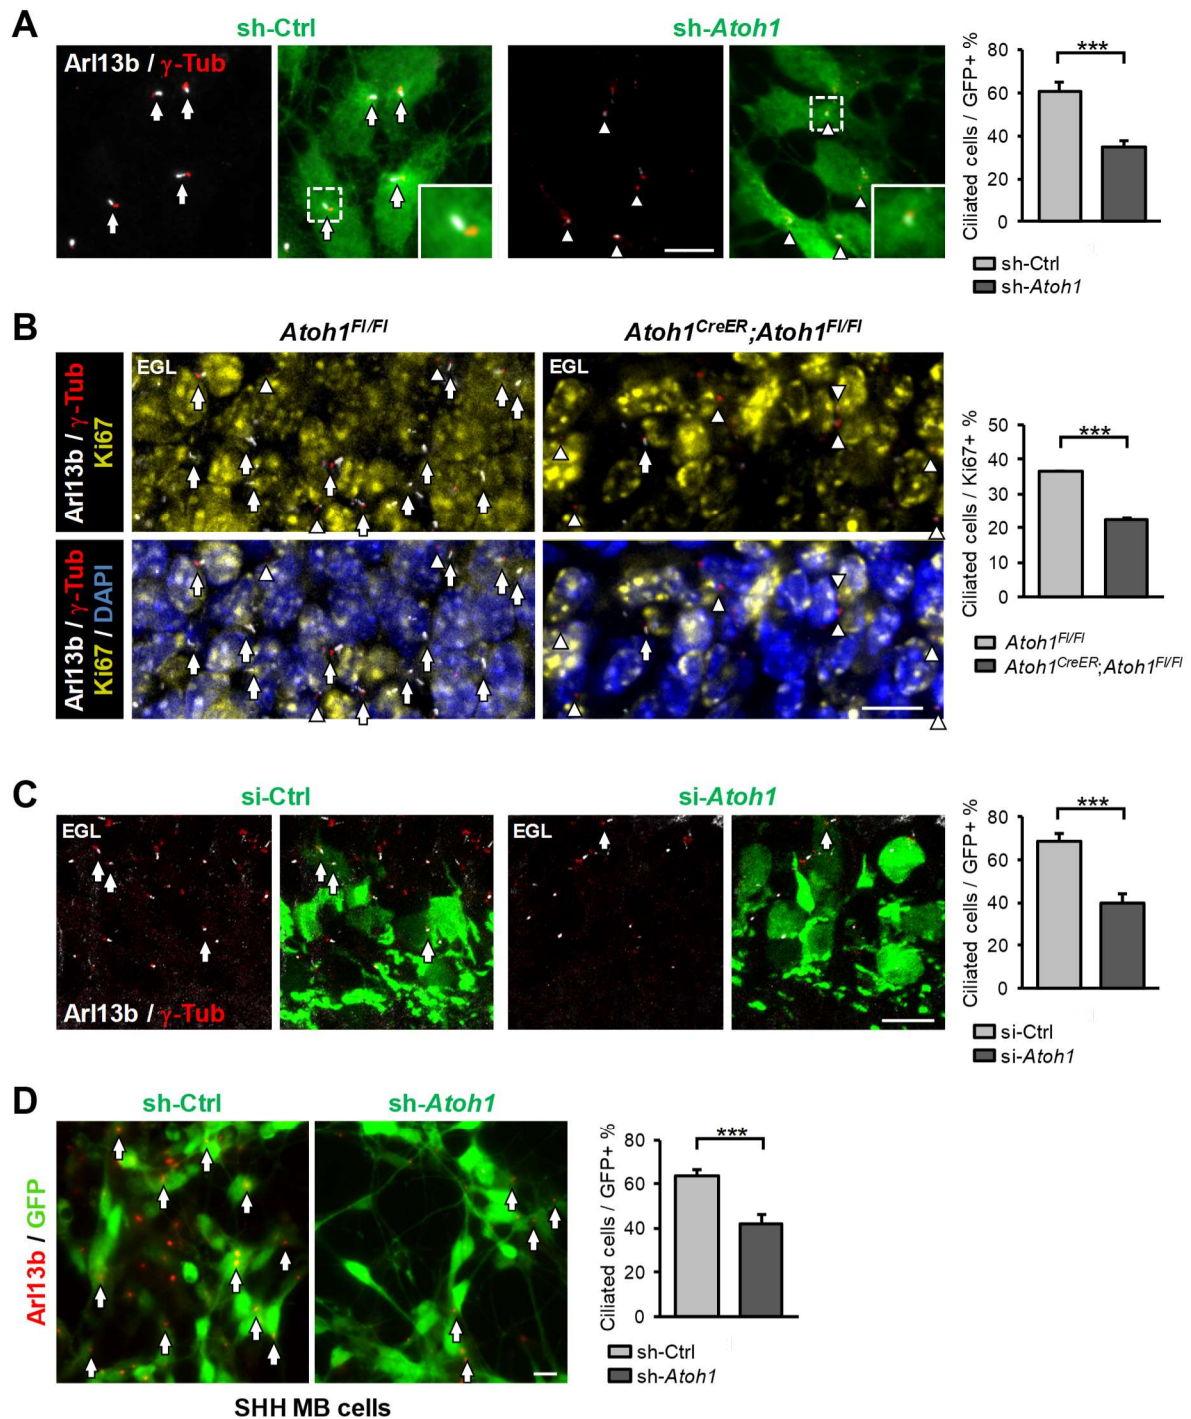 A
sh-Ctrl
sh-Atoh1
Arl13b / γ-Tub
Ciliated cells / GFP+ %
80
60
40
20
0
***
sh-Ctrl
sh-Atoh1
B
Atoh1Fl/Fl
Atoh1CreER;Atoh1Fl/Fl
Arl13b / γ-Tub
Ki67
EGL
Arl13b / γ-Tub
Ki67 / DAPI
Ciliated cells / Ki67+ %
50
40
30
20
10
0
***
Atoh1Fl/Fl
Atoh1CreER;Atoh1Fl/Fl
C
si-Ctrl
si-Atoh1
EGL
EGL
Arl13b / γ-Tub
Ciliated cells / GFP+ %
80
60
40
20
0
***
si-Ctrl
si-Atoh1
D
sh-Ctrl
sh-Atoh1
Arl13b / GFP
SHH MB cells
Ciliated cells / GFP+ %
80
60
40
20
0
***
sh-Ctrl
sh-Atoh1